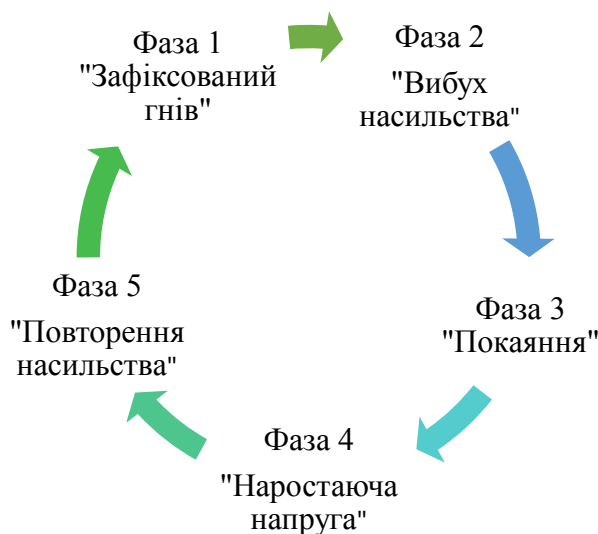 Фаза 1
"Зафіксований
гнів"
Фаза 2
"Вибух
насильства"
Фаза 3
"Покаяння"
Фаза 4
"Наростаюча
напруга"
Фаза 5
"Повторення
насильства"